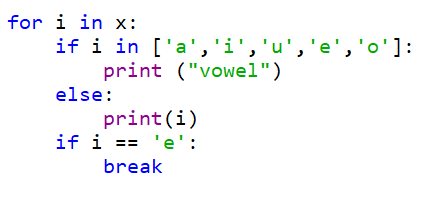 for i in x:
    if i in ['a','i','u','e','o']:
        print ("vowel")
    else:
        print(i)
    if i == 'e':
        break